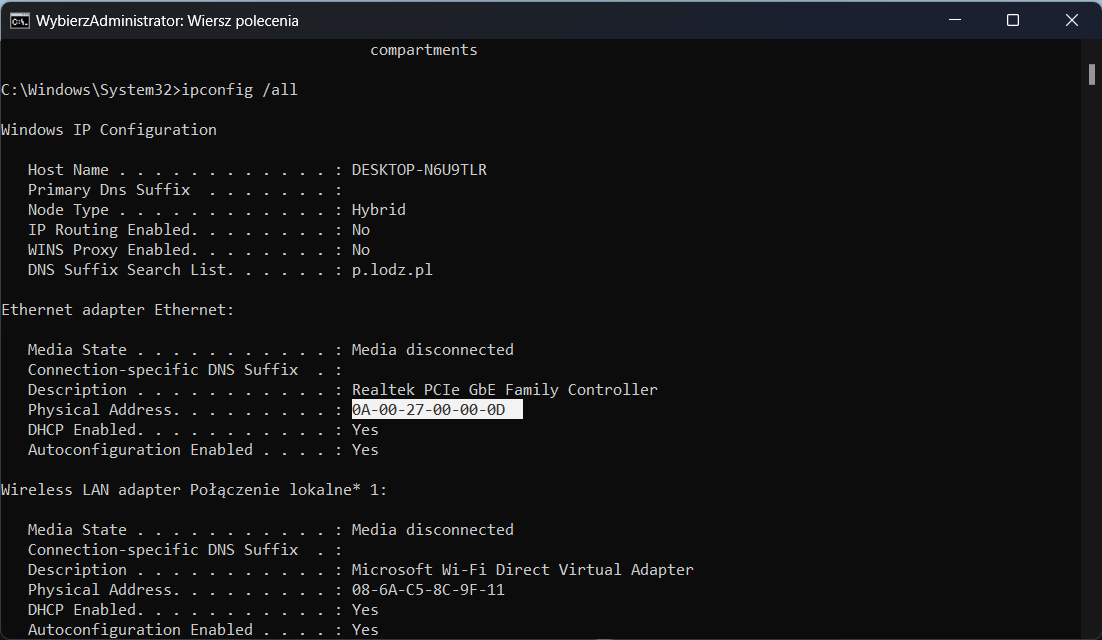 WybierzAdministrator: Wiersz polecenia
compartments
C:\Windows\System32>ipconfig /all
Windows IP Configuration
Host Name . . . . . . . . . . . . : DESKTOP-N6U9TLR
Primary Dns Suffix  . . . . . . . :
Node Type . . . . . . . . . . . . : Hybrid
IP Routing Enabled. . . . . . . . : No
WINS Proxy Enabled. . . . . . . . : No
DNS Suffix Search List. . . . . . : p.lodz.pl
Ethernet adapter Ethernet:
Media State . . . . . . . . . . . : Media disconnected
Connection-specific DNS Suffix  . :
Description . . . . . . . . . . . : Realtek PCIe GbE Family Controller
Physical Address. . . . . . . . . : 0A-00-27-00-00-0D
DHCP Enabled. . . . . . . . . . . : Yes
Autoconfiguration Enabled . . . . : Yes
Wireless LAN adapter Połączenie lokalne* 1:
Media State . . . . . . . . . . . : Media disconnected
Connection-specific DNS Suffix  . :
Description . . . . . . . . . . . : Microsoft Wi-Fi Direct Virtual Adapter
Physical Address. . . . . . . . . : 08-6A-C5-8C-9F-11
DHCP Enabled. . . . . . . . . . . : Yes
Autoconfiguration Enabled . . . . : Yes